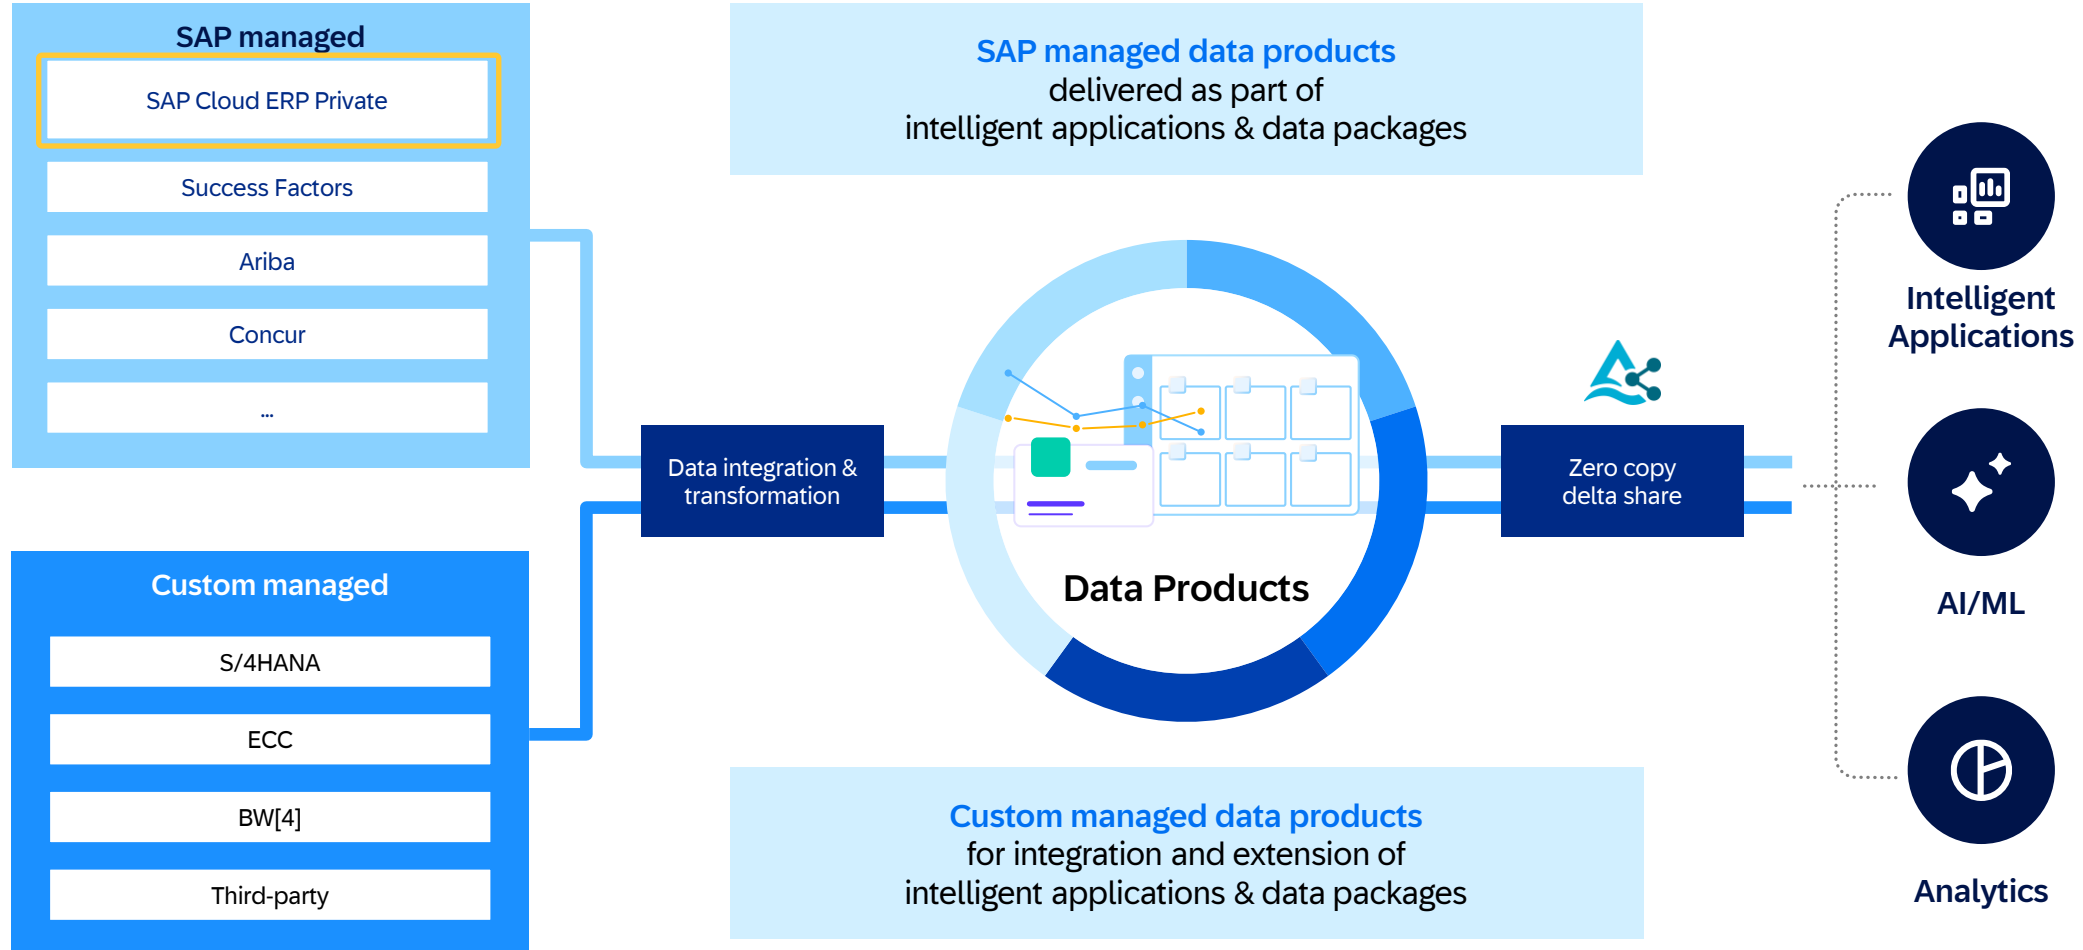 SAP managed
SAP Cloud ERP Private
Success Factors
Ariba
Concur
...
Custom managed
S/4HANA
ECC
BW[4]
Third-party
Data integration &
transformation
SAP managed data products
delivered as part of
intelligent applications & data packages
Data Products
Custom managed data products
for integration and extension of
intelligent applications & data packages
Zero copy
delta share
Intelligent
Applications
AI/ML
Analytics